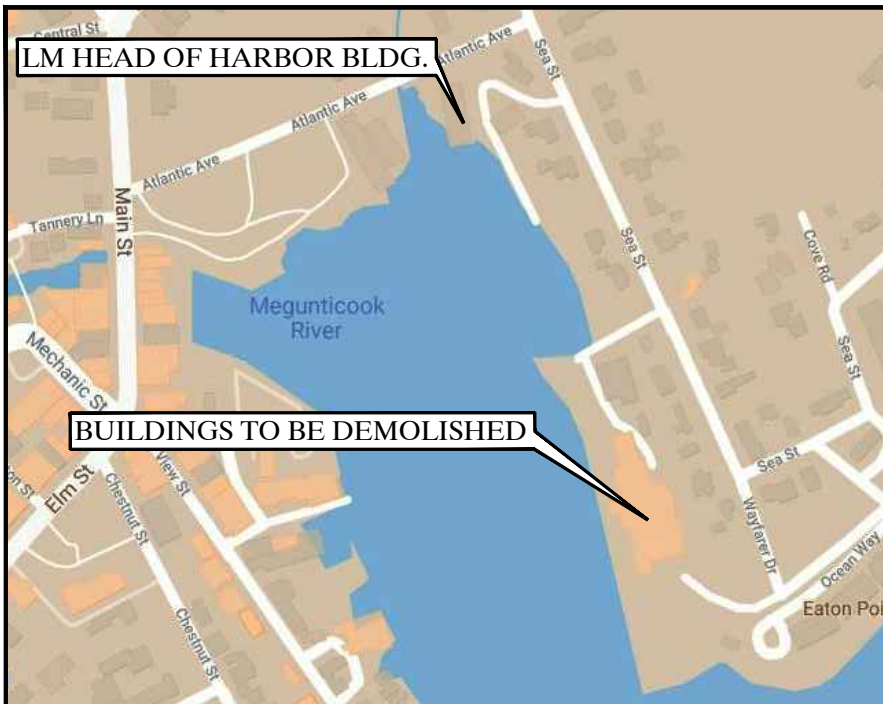 Central St
LM HEAD OF HARBOR BLDG.
Atlantic Ave
Sea St
Atlantic Ave
Atlantic Ave
Tannery Ln
Main St
Sea St
Cove Rd
Megunticook
River
Mechanic St
Sea St
BUILDINGS TO BE DEMOLISHED
View St
Elm St
Chestnut St
Sea St
Wayfarer Dr
Ocean Way
Eaton Poi
Chestnut St